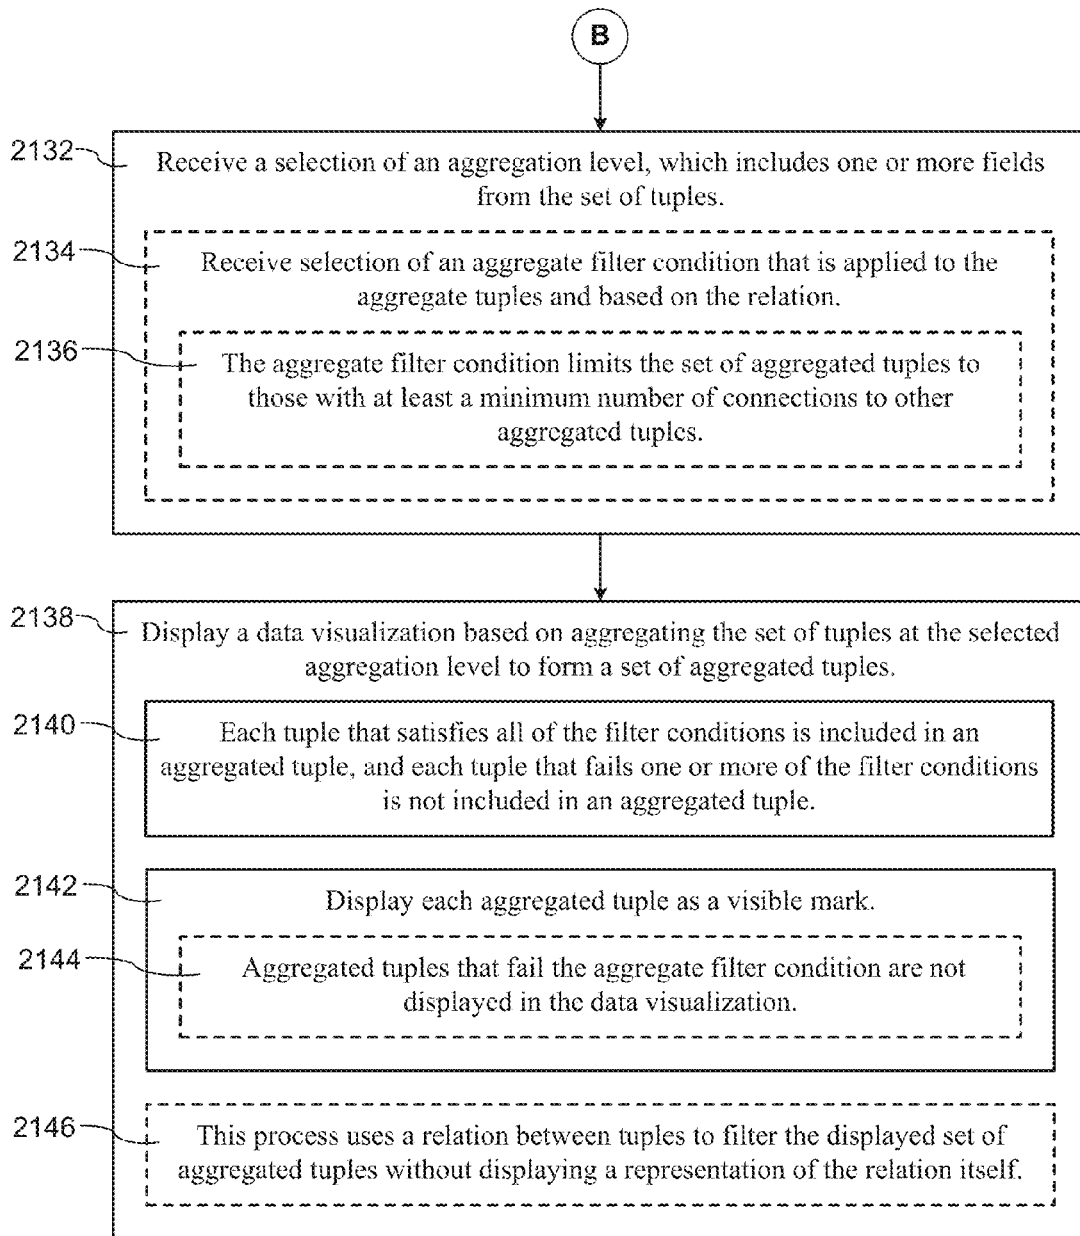 B
2132
Receive a selection of an aggregation level, which includes one or more fields
from the set of tuples.
2134
Receive selection of an aggregate filter condition that is applied to the
aggregate tuples and based on the relation.
2136
The aggregate filter condition limits the set of aggregated tuples to
those with at least a minimum number of connections to other
aggregated tuples.
2138
Display a data visualization based on aggregating the set of tuples at the selected
aggregation level to form a set of aggregated tuples.
2140
Each tuple that satisfies all of the filter conditions is included in an
aggregated tuple, and each tuple that fails one or more of the filter conditions
is not included in an aggregated tuple.
2142
Display each aggregated tuple as a visible mark.
2144
Aggregated tuples that fail the aggregate filter condition are not
displayed in the data visualization.
2146
This process uses a relation between tuples to filter the displayed set of
aggregated tuples without displaying a representation of the relation itself.